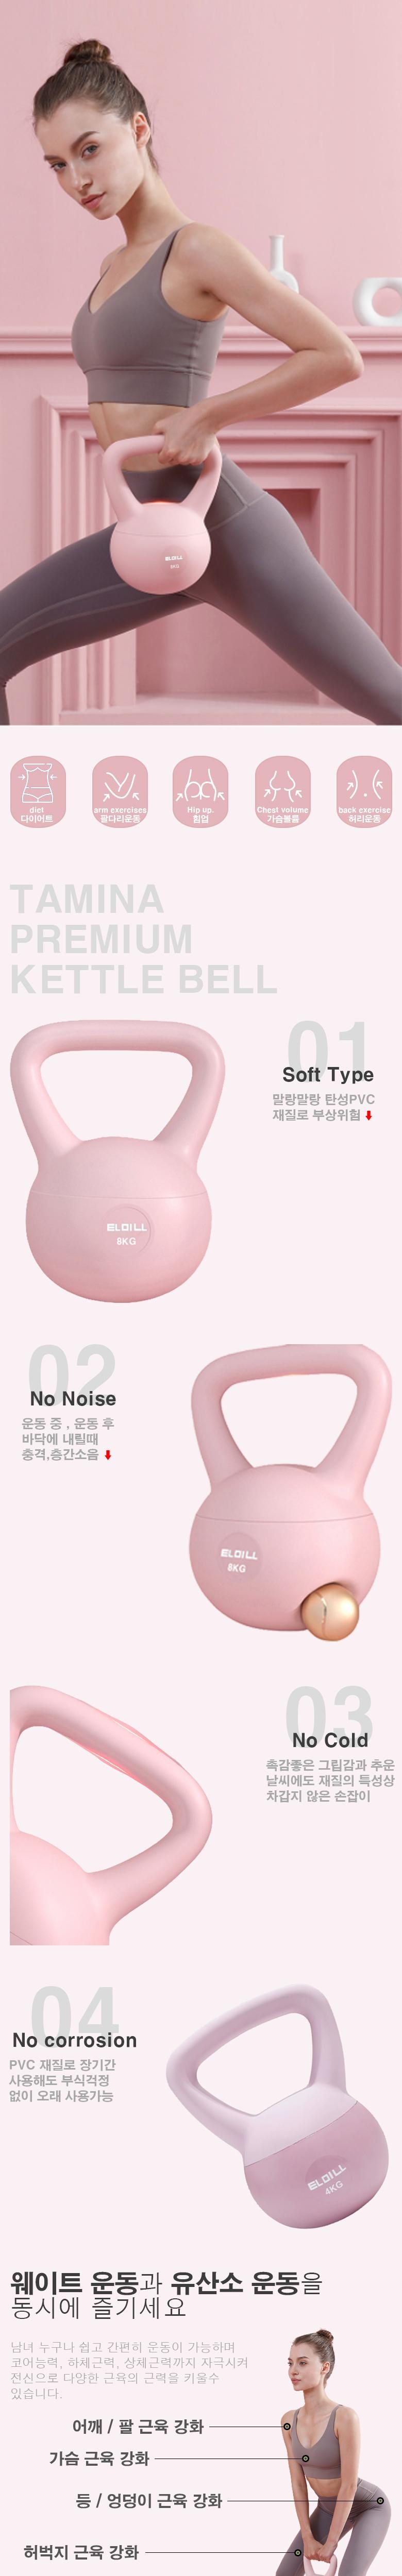 ELOILL
8KG
diet
다이어트
arm exercises
팔다리운동
Hip up.
힙업
Chest volume
가슴볼륨
back exercise
허리운동
TAMINA
PREMIUM
KETTLE BELL
01
Soft Type
말랑말랑 탄성PVC
재질로 부상위험
ELOILL
8KG
02
No Noise
운동 중 , 운동 후
바닥에 내릴때
충격,층간소음
ELOILL
8KG
03
No Cold
촉감좋은 그립감과 추운
날씨에도 재질의 특성상
차갑지 않은 손잡이
04
No corrosion
PVC 재질로 장기간
사용해도 부식걱정
없이 오래 사용가능
ELOILL
4KG
웨이트 운동과 유산소 운동을
동시에 즐기세요
남녀 누구나 쉽고 간편히 운동이 가능하며
코어능력, 하체근력, 상체근력까지 자극시켜
전신으로 다양한 근육의 근력을 키울수
있습니다.
어깨 / 팔 근육 강화
가슴 근육 강화
등 / 엉덩이 근육 강화
허벅지 근육 강화